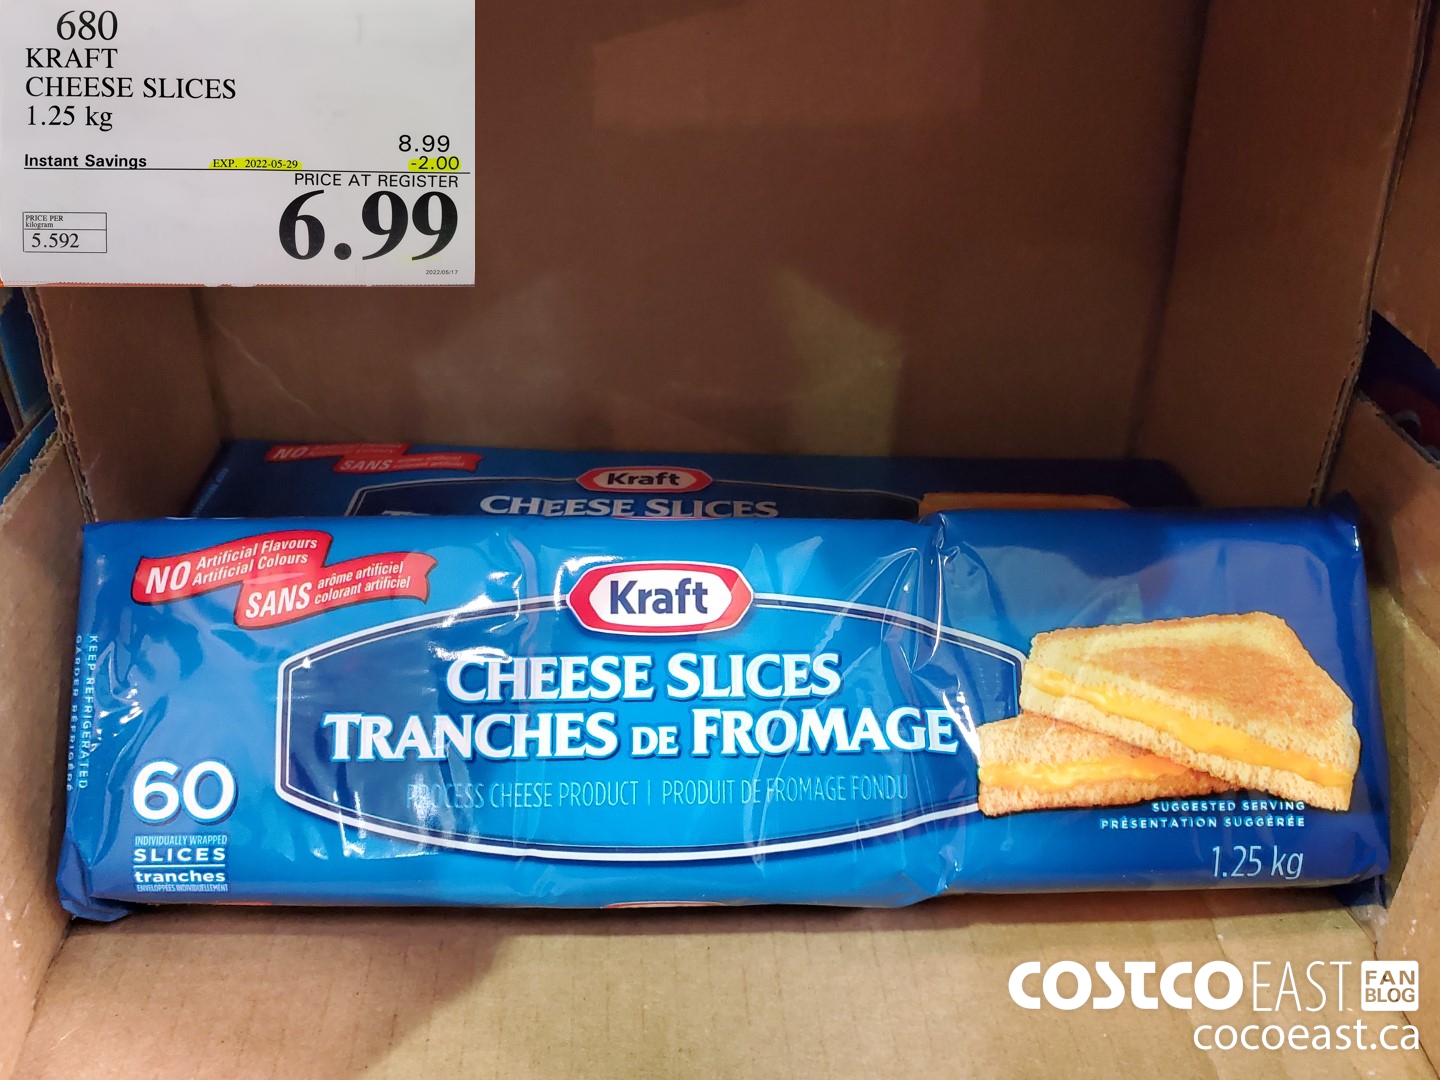 680
KRAFT
CHEESE SLICES
1.25 kg
8.99
Instant Savings EXP. 2022-05-29 -2.00
PRICE AT REGISTER
6.99
PRICE PER
kilogram
5.592
2022/05/17
NO
SANS
Kraft
CHEESE SLICES
NO Artificial Flavours
Artificial Colours
SANS arôme artificiel
colorant artificiel
Kraft
CHEESE SLICES
TRANCHES DE FROMAGE
PROCESS CHEESE PRODUCT | PRODUIT DE FROMAGE FONDU
KEEP REFRIGERATED
GARDER RÉFRIGÉRÉ
60
INDIVIDUALLY WRAPPED
SLICES
tranches
ENVELOPPÉES INDIVIDUELLEMENT
SUGGESTED SERVING
PRÉSENTATION SUGGÉRÉE
1.25 kg
COSTCO EAST FAN BLOG
cocoeast.ca